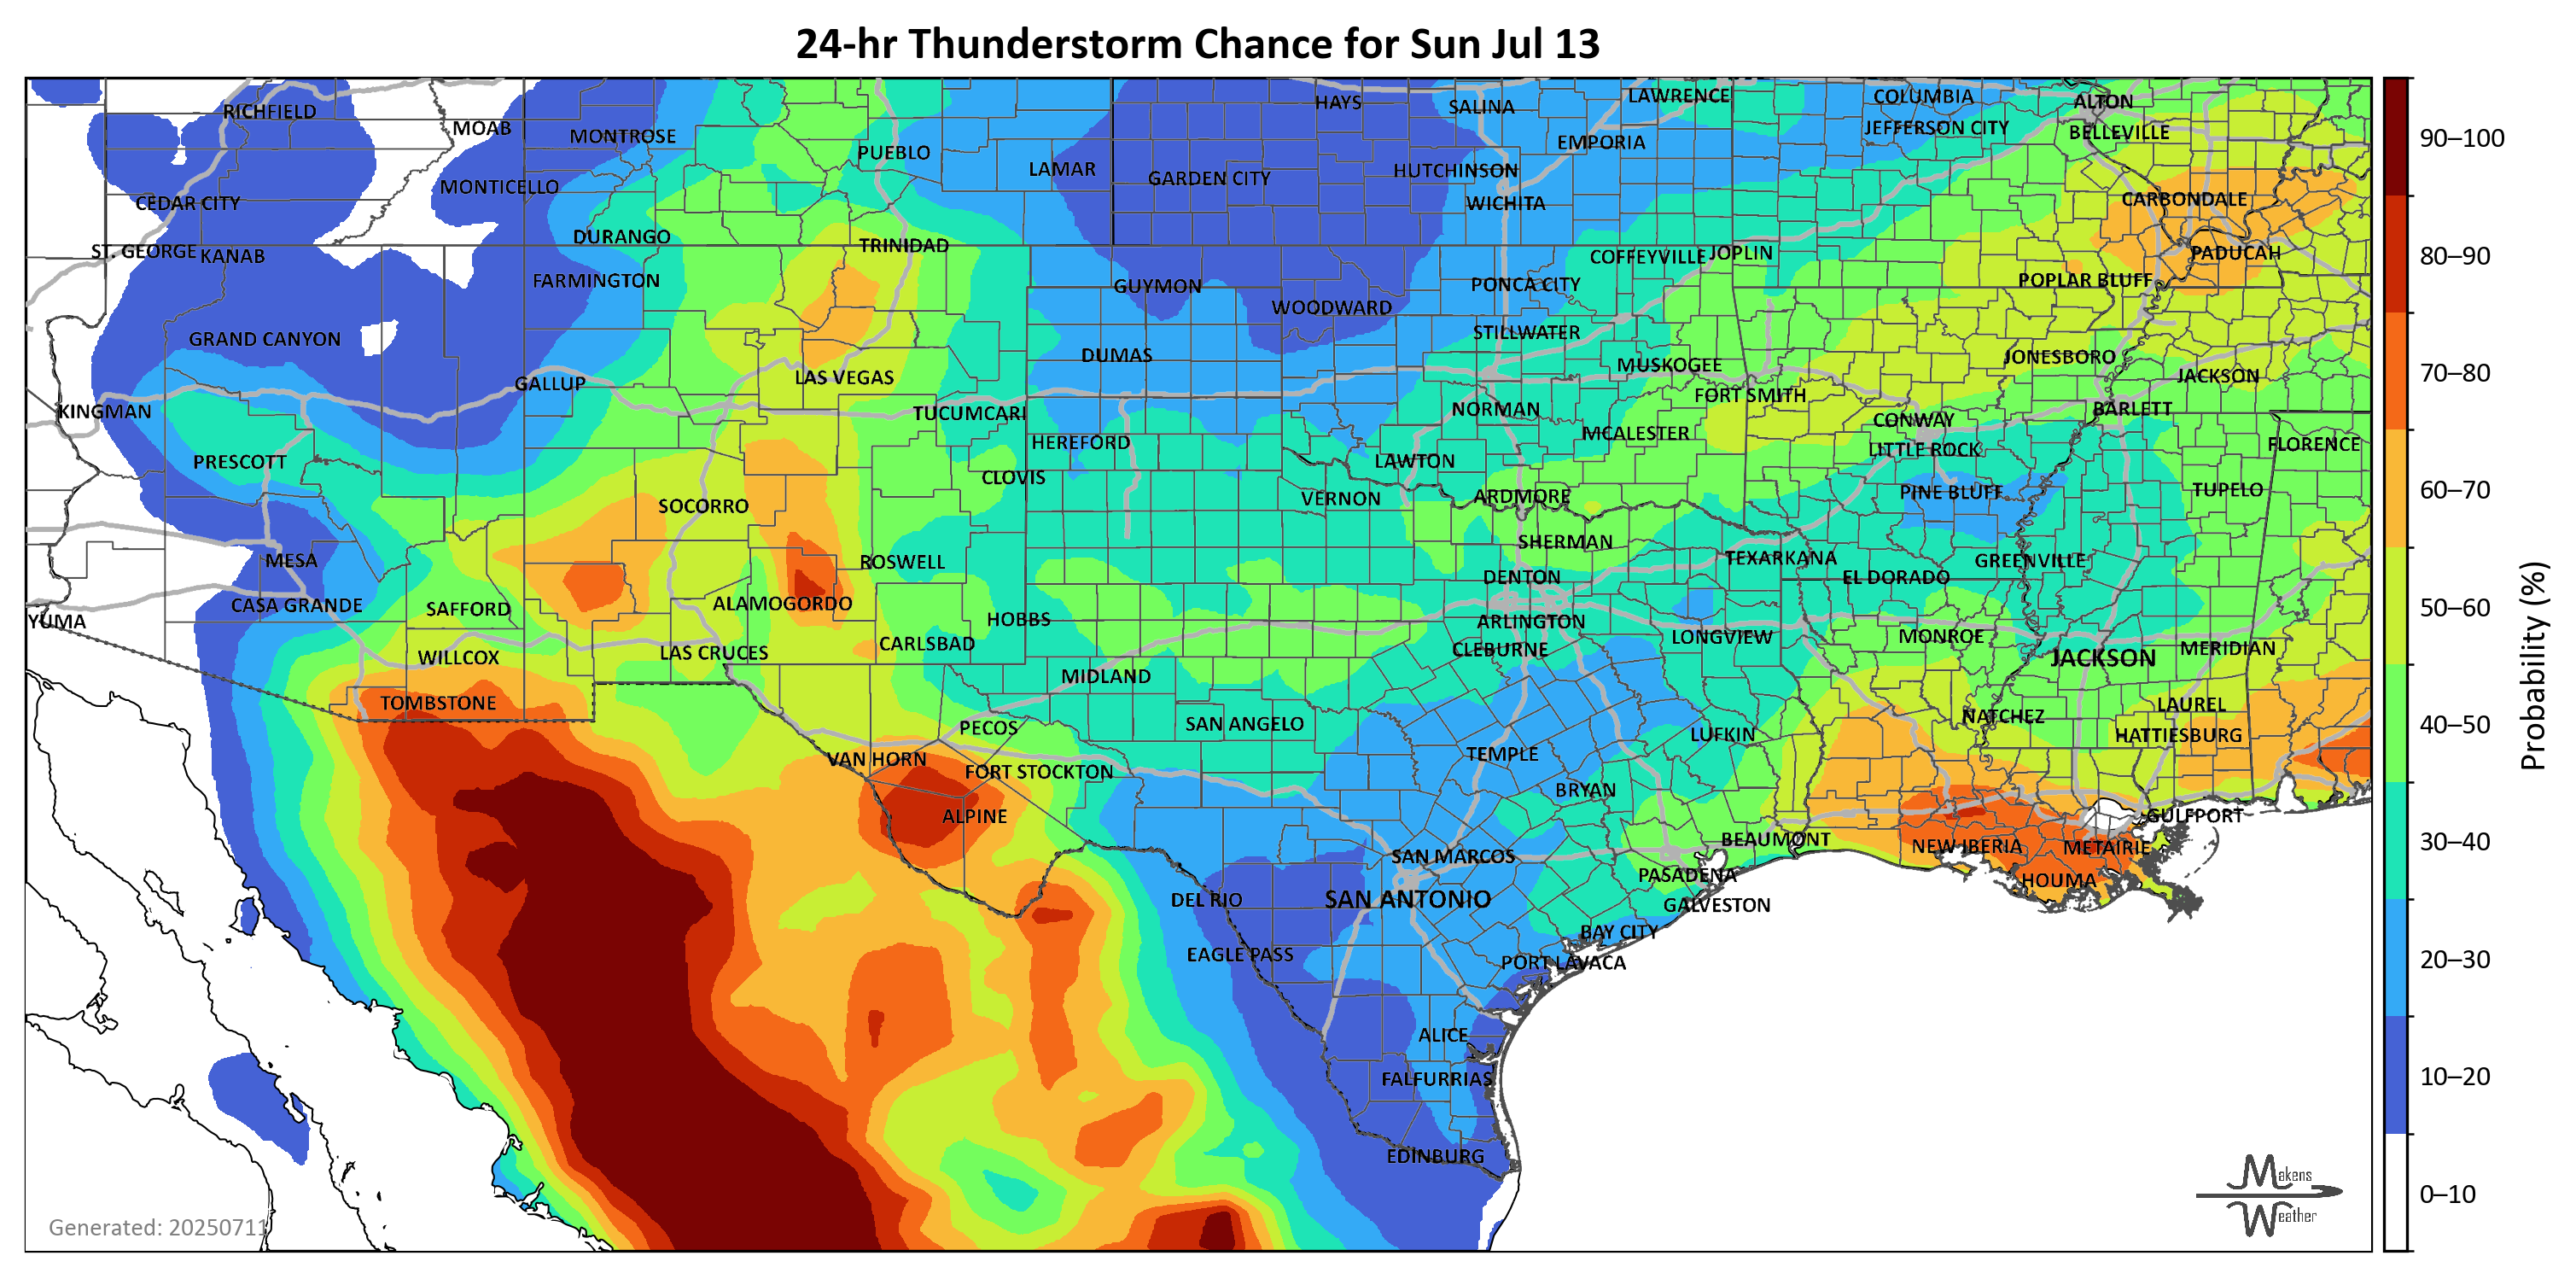 24-hr Thunderstorm Chance for Sun Jul 13
RICHFIELD
MOAB
MONTROSE
PUEBLO
LAMAR
HAYS
SALINA
LAWRENCE
COLUMBIA
ALTON
90–100
JEFFERSON CITY
BELLEVILLE
EMPORIA
GARDEN CITY
HUTCHINSON
MONTICELLO
CEDAR CITY
WICHITA
CARBONDALE
DURANGO
TRINIDAD
ST. GEORGE
KANAB
COFFEYVILLE
JOPLIN
PADUCAH
80–90
FARMINGTON
GUYMON
PONCA CITY
POPLAR BLUFF
WOODWARD
GRAND CANYON
STILLWATER
DUMAS
MUSKOGEE
JONESBORO
70–80
GALLUP
LAS VEGAS
JACKSON
FORT SMITH
KINGMAN
TUCUMCARI
NORMAN
BARLETT
CONWAY
HEREFORD
MCALESTER
LITTLE ROCK
FLORENCE
PRESCOTT
LAWTON
CLOVIS
SOCORRO
VERNON
ARDMORE
PINE BLUFF
TUPELO
60–70
SHERMAN
MESA
ROSWELL
TEXARKANA
GREENVILLE
DENTON
EL DORADO
CASA GRANDE
SAFFORD
ALAMOGORDO
50–60
YUMA
HOBBS
ARLINGTON
LONGVIEW
MONROE
WILLCOX
LAS CRUCES
CARLSBAD
CLEBURNE
JACKSON
MERIDIAN
Probability (%)
TOMBSTONE
MIDLAND
PECOS
SAN ANGELO
NATCHEZ
LAUREL
40–50
LUFKIN
HATTIESBURG
VAN HORN
FORT STOCKTON
TEMPLE
BRYAN
ALPINE
GULFPORT
BEAUMONT
NEW IBERIA
METAIRIE
30–40
SAN MARCOS
PASADENA
HOUMA
DEL RIO
SAN ANTONIO
GALVESTON
BAY CITY
EAGLE PASS
PORT LAVACA
20–30
ALICE
FALFURRIAS
10–20
EDINBURG
Makens
Weather
0–10
Generated: 20250711